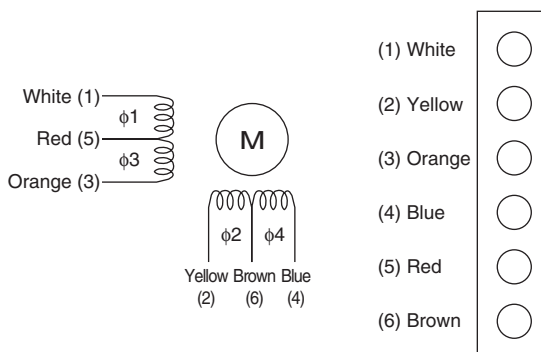 White (1)
φ1
Red (5)
φ3
Orange (3)
M
φ2 φ4
Yellow Brown Blue
(2) (6) (4)
(1) White
(2) Yellow
(3) Orange
(4) Blue
(5) Red
(6) Brown